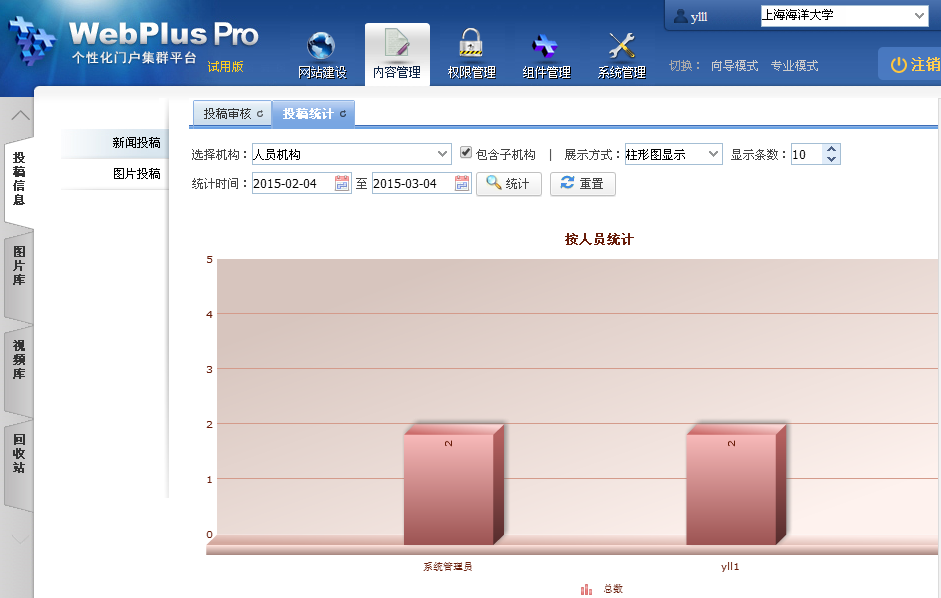 WebPlus Pro
个性化门户集群平台 试用版
网站建设 内容管理 权限管理 组件管理 系统管理
ylll 上海海洋大学
切换： 向导模式 专业模式 注销
投稿信息
图片库
视频库
回收站
新闻投稿
图片投稿
投稿审核 投稿统计
选择机构： 人员机构 包含子机构 | 展示方式： 柱形图显示 显示条数： 10
统计时间： 2015-02-04 至 2015-03-04 统计 重置
按人员统计
5
4
3
2
1
0
2 2
系统管理员 yll1
总数